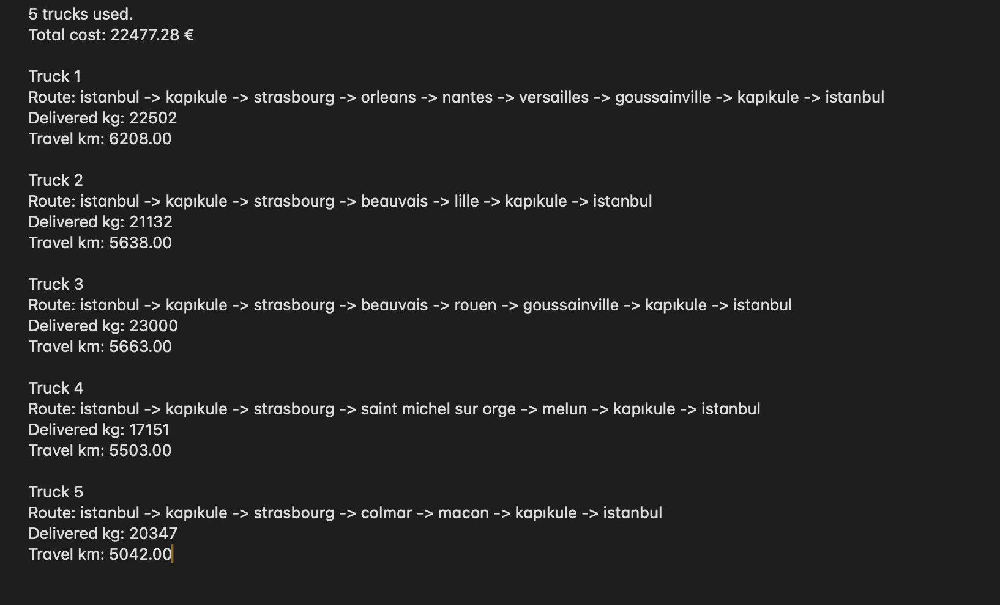 5 trucks used.
Total cost: 22477.28 €
Truck 1
Route: istanbul -> kapıkule -> strasbourg -> orleans -> nantes -> versailles -> goussainville -> kapıkule -> istanbul
Delivered kg: 22502
Travel km: 6208.00
Truck 2
Route: istanbul -> kapıkule -> strasbourg -> beauvais -> lille -> kapıkule -> istanbul
Delivered kg: 21132
Travel km: 5638.00
Truck 3
Route: istanbul -> kapıkule -> strasbourg -> beauvais -> rouen -> goussainville -> kapıkule -> istanbul
Delivered kg: 23000
Travel km: 5663.00
Truck 4
Route: istanbul -> kapıkule -> strasbourg -> saint michel sur orge -> melun -> kapıkule -> istanbul
Delivered kg: 17151
Travel km: 5503.00
Truck 5
Route: istanbul -> kapıkule -> strasbourg -> colmar -> macon -> kapıkule -> istanbul
Delivered kg: 20347
Travel km: 5042.00